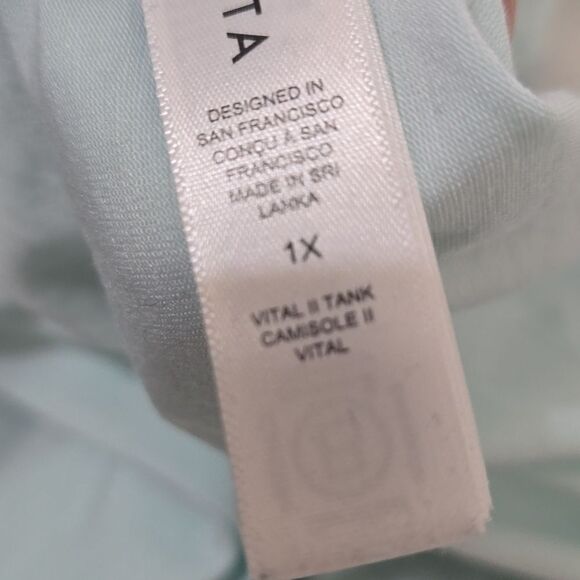 TA
DESIGNED IN
SAN FRANCISCO
CONÇU À SAN
FRANCISCO
MADE IN SRI
LANKA
1X
VITAL II TANK
CAMISOLE II
VITAL